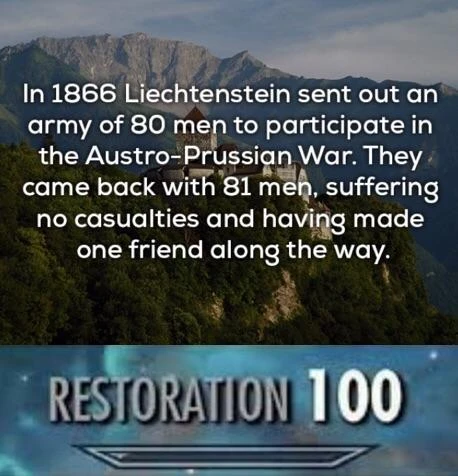 In 1866 Liechtenstein sent out an
army of 80 men to participate in
the Austro-Prussian War. They
came back with 81 men, suffering
no casualties and having made
one friend along the way.
RESTORATION 100